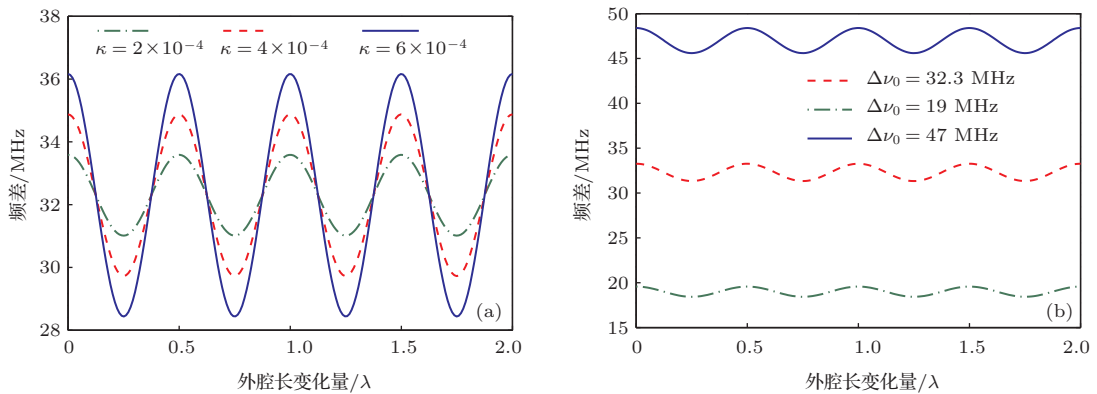 38
36
34
32
30
28
频差/MHz
κ = 2×10⁻⁴ κ = 4×10⁻⁴ κ = 6×10⁻⁴
(a)
0 0.5 1.0 1.5 2.0
外腔长变化量/λ
50
45
40
35
30
25
20
15
频差/MHz
Δν₀ = 32.3 MHz
Δν₀ = 19 MHz
Δν₀ = 47 MHz
(b)
0 0.5 1.0 1.5 2.0
外腔长变化量/λ